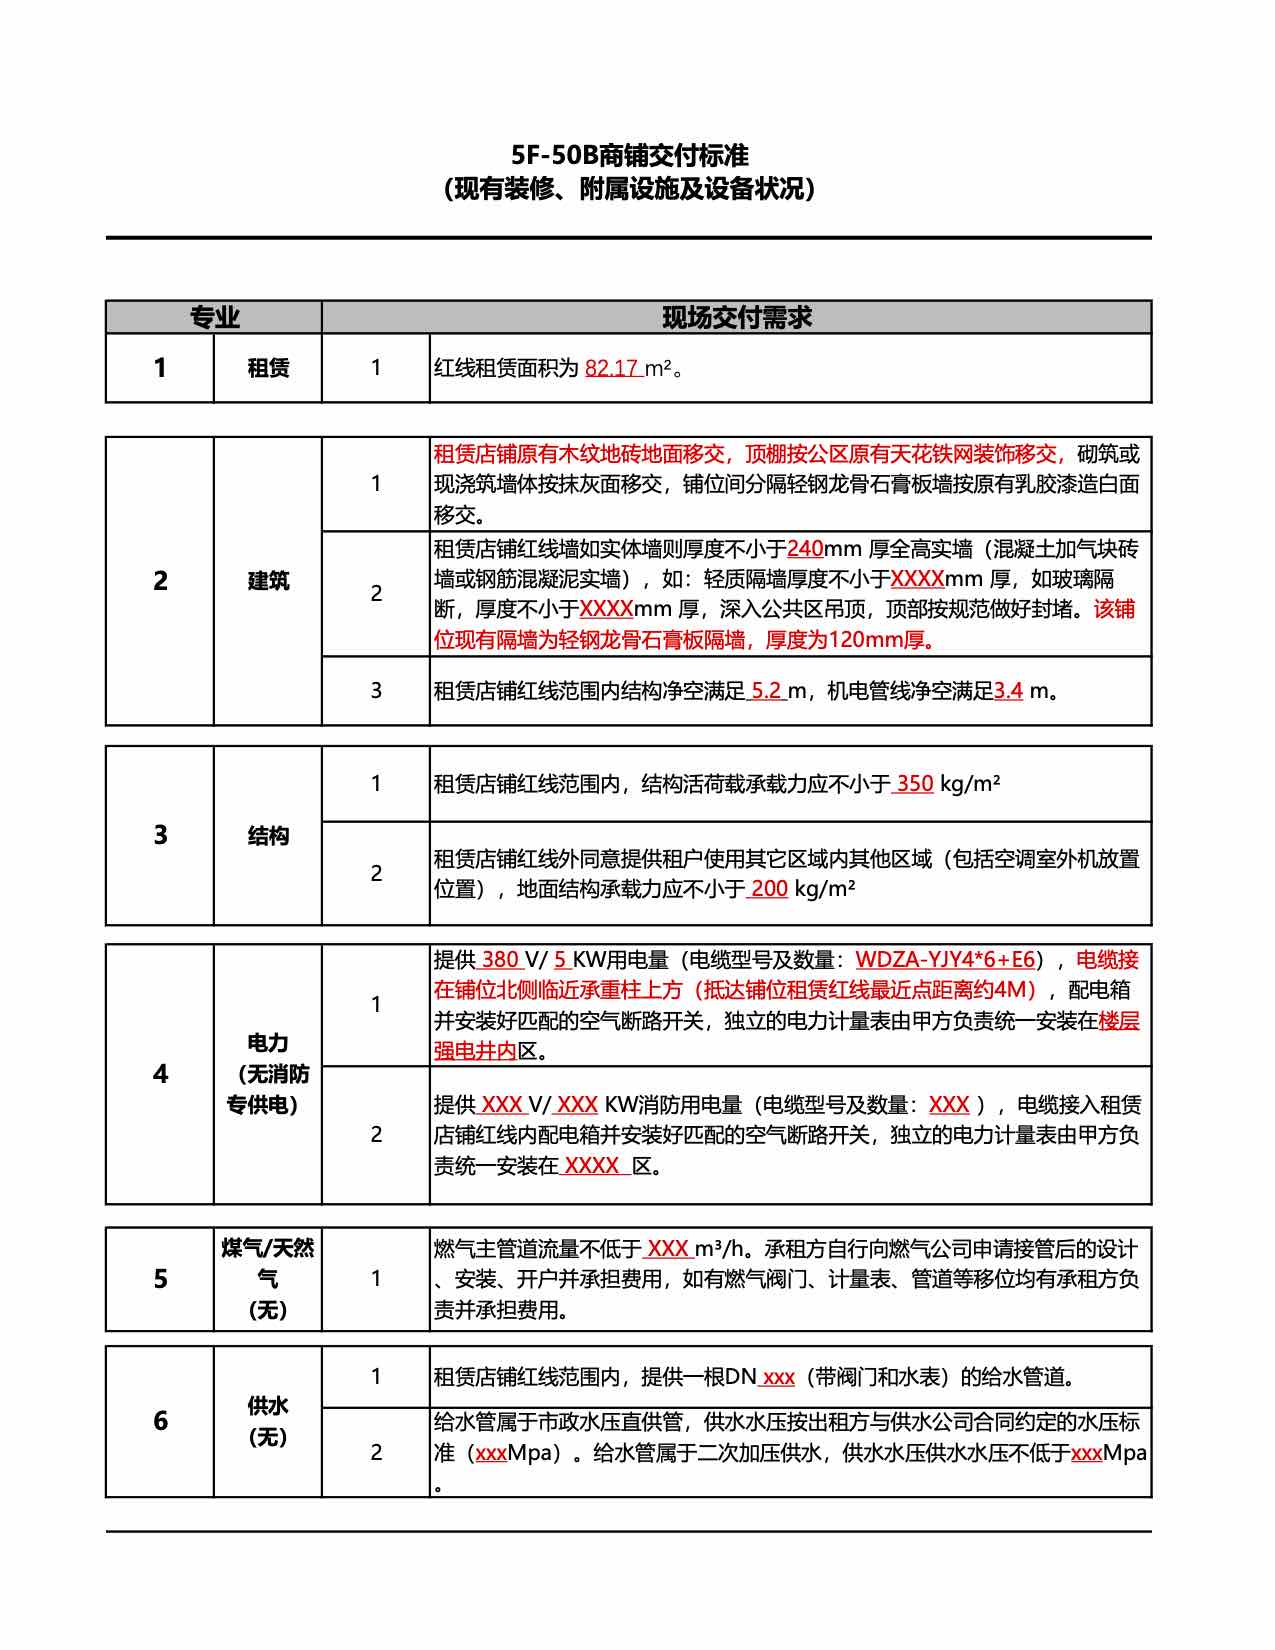 5F-50B商铺交付标准
（现有装修、附属设施及设备状况）
专业 现场交付需求
1 租赁 1 红线租赁面积为 82.17 m²。
2 建筑
1
租赁店铺原有木纹地砖地面移交，顶棚按公区原有天花铁网装饰移交，砌筑或
现浇筑墙体按抹灰面移交，铺位间分隔轻钢龙骨石膏板墙按原有乳胶漆造白面
移交。
2
租赁店铺红线墙如实体墙则厚度不小于240mm 厚全高实墙（混凝土加气块砖
墙或钢筋混凝泥实墙），如：轻质隔墙厚度不小于XXXXmm 厚，如玻璃隔
断，厚度不小于XXXXmm 厚，深入公共区吊顶，顶部按规范做好封堵。该铺
位现有隔墙为轻钢龙骨石膏板隔墙，厚度为120mm厚。
3 租赁店铺红线范围内结构净空满足 5.2 m，机电管线净空满足3.4 m。
3 结构
1 租赁店铺红线范围内，结构活荷载承载力应不小于 350 kg/m²
2
租赁店铺红线外同意提供租户使用其它区域内其他区域（包括空调室外机放置
位置），地面结构承载力应不小于 200 kg/m²
4
电力
（无消防
专供电）
1
提供 380 V/ 5 KW用电量（电缆型号及数量：WDZA-YJY4*6+E6），电缆接
在铺位北侧临近承重柱上方（抵达铺位租赁红线最近点距离约4M），配电箱
并安装好匹配的空气断路开关，独立的电力计量表由甲方负责统一安装在楼层
强电井内区。
2
提供 XXX V/ XXX KW消防用电量（电缆型号及数量：XXX ），电缆接入租赁
店铺红线内配电箱并安装好匹配的空气断路开关，独立的电力计量表由甲方负
责统一安装在 XXXX 区。
5
煤气/天然
气
（无）
1
燃气主管道流量不低于 XXX m³/h。承租方自行向燃气公司申请接管后的设计
、安装、开户并承担费用，如有燃气阀门、计量表、管道等移位均有承租方负
责并承担费用。
6
供水
（无）
1 租赁店铺红线范围内，提供一根DN xxx（带阀门和水表）的给水管道。
2
给水管属于市政水压直供管，供水水压按出租方与供水公司合同约定的水压标
准（xxxMpa）。给水管属于二次加压供水，供水水压供水水压不低于xxxMpa
。